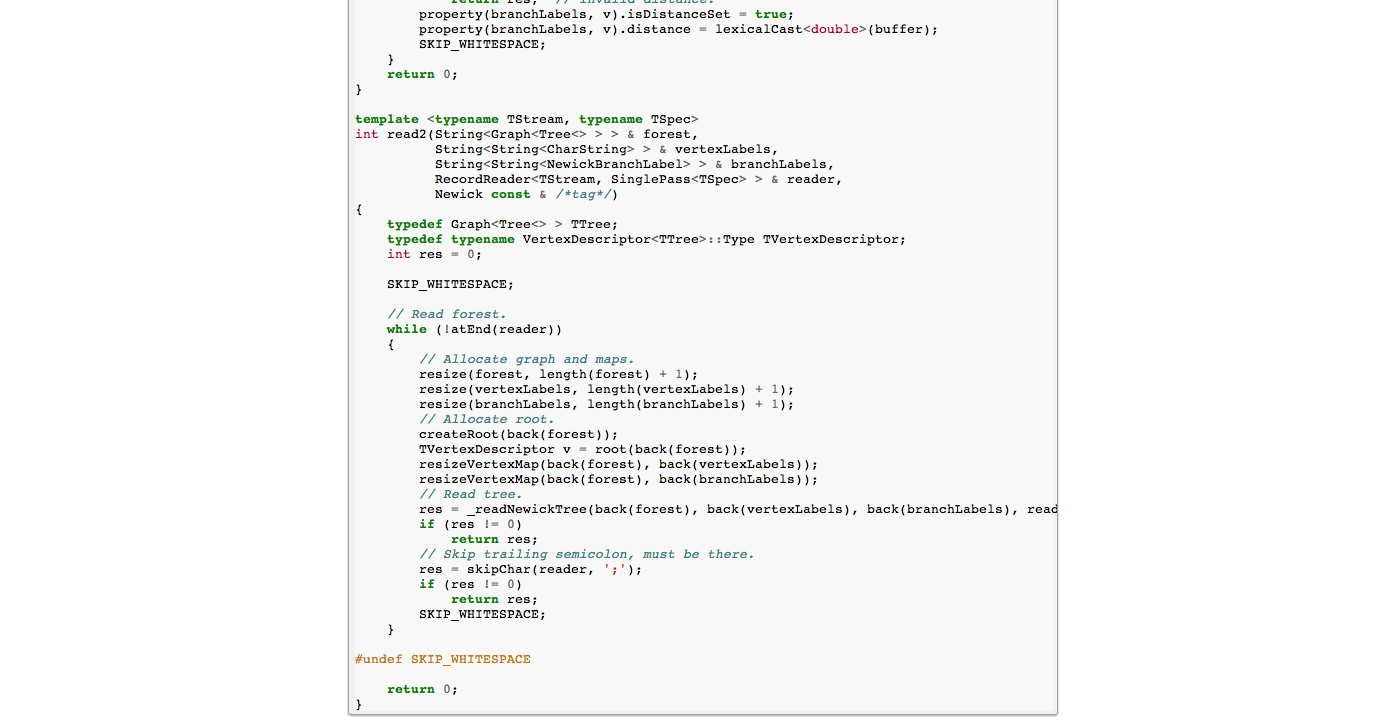 return res;  // Invalid distance.
        property(branchLabels, v).isDistanceSet = true;
        property(branchLabels, v).distance = lexicalCast<double>(buffer);
        SKIP_WHITESPACE;
    }
    return 0;
}

template <typename TStream, typename TSpec>
int read2(String<Graph<Tree<> > > & forest,
          String<String<CharString> > & vertexLabels,
          String<String<NewickBranchLabel> > & branchLabels,
          RecordReader<TStream, SinglePass<TSpec> > & reader,
          Newick const & /*tag*/)
{
    typedef Graph<Tree<> > TTree;
    typedef typename VertexDescriptor<TTree>::Type TVertexDescriptor;
    int res = 0;

    SKIP_WHITESPACE;

    // Read forest.
    while (!atEnd(reader))
    {
        // Allocate graph and maps.
        resize(forest, length(forest) + 1);
        resize(vertexLabels, length(vertexLabels) + 1);
        resize(branchLabels, length(branchLabels) + 1);
        // Allocate root.
        createRoot(back(forest));
        TVertexDescriptor v = root(back(forest));
        resizeVertexMap(back(forest), back(vertexLabels));
        resizeVertexMap(back(forest), back(branchLabels));
        // Read tree.
        res = _readNewickTree(back(forest), back(vertexLabels), back(branchLabels), read
        if (res != 0)
            return res;
        // Skip trailing semicolon, must be there.
        res = skipChar(reader, ';');
        if (res != 0)
            return res;
        SKIP_WHITESPACE;
    }

#undef SKIP_WHITESPACE

    return 0;
}